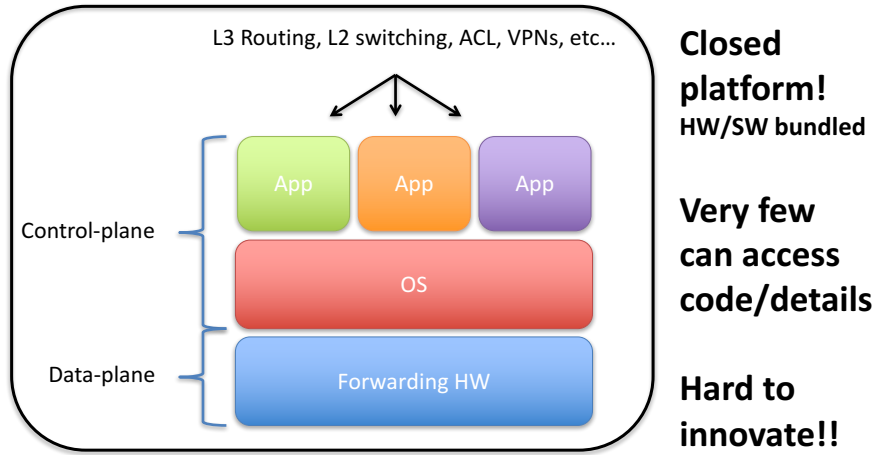 L3 Routing, L2 switching, ACL, VPNs, etc…
App
App
App
Control-plane
OS
Data-plane
Forwarding HW
Closed
platform!
HW/SW bundled
Very few
can access
code/details
Hard to
innovate!!